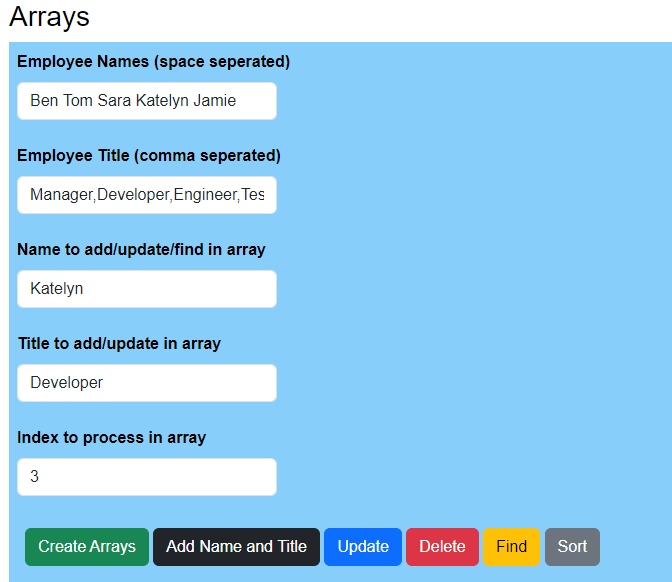 Arrays
Employee Names (space seperated)
Ben Tom Sara Katelyn Jamie
Employee Title (comma seperated)
Manager,Developer,Engineer,Tes
Name to add/update/find in array
Katelyn
Title to add/update in array
Developer
Index to process in array
3
Create Arrays Add Name and Title Update Delete Find Sort